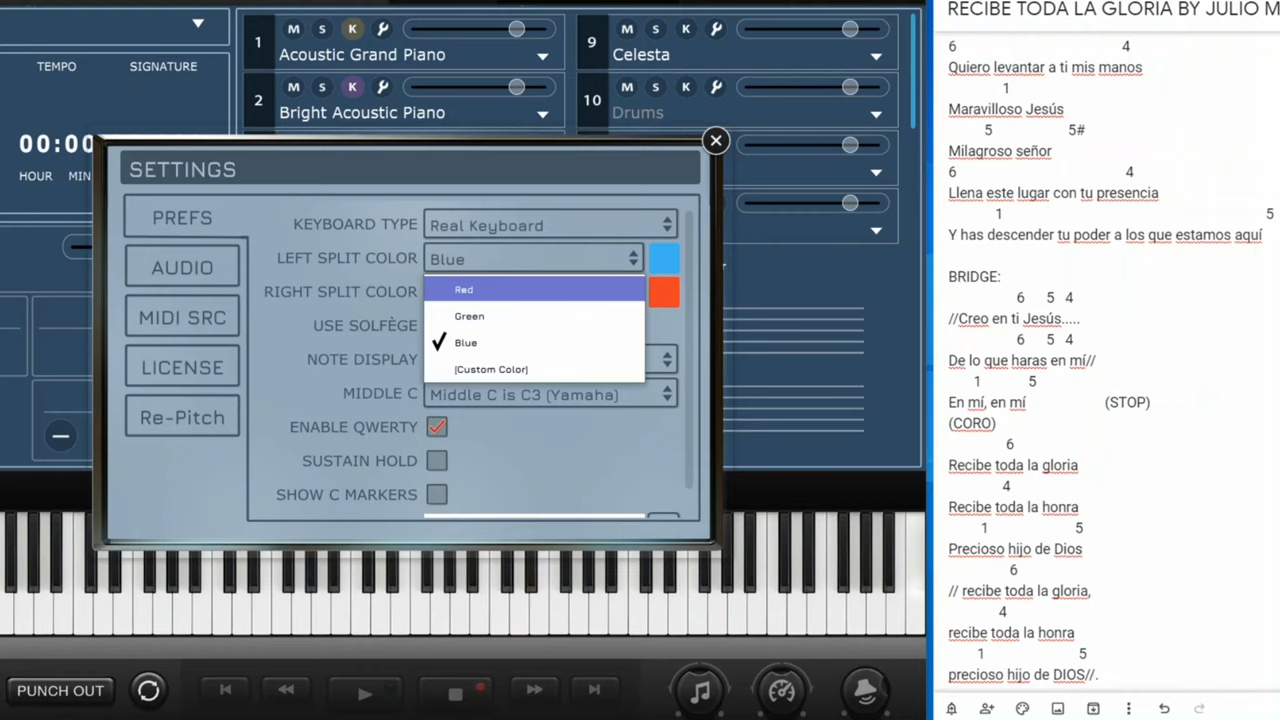 TEMPO
SIGNATURE
00:00
HOUR
MIN
1
M
S
K
Acoustic Grand Piano
2
M
S
K
Bright Acoustic Piano
9
M
S
K
Celesta
10
M
S
K
Drums
SETTINGS
PREFS
AUDIO
MIDI SRC
LICENSE
Re-Pitch
KEYBOARD TYPE
Real Keyboard
LEFT SPLIT COLOR
Blue
RIGHT SPLIT COLOR
Red
Green
Blue
(Custom Color)
USE SOLFÈGE
NOTE DISPLAY
MIDDLE C
Middle C is C3 (Yamaha)
ENABLE QWERTY
SUSTAIN HOLD
SHOW C MARKERS
PUNCH OUT
RECIBE TODA LA GLORIA BY JULIO M
6 4
Quiero levantar a ti mis manos
1
Maravilloso Jesús
5 5#
Milagroso señor
6 4
Llena este lugar con tu presencia
1 5
Y has descender tu poder a los que estamos aquí
BRIDGE:
6 5 4
//Creo en ti Jesús.....
6 5 4
De lo que haras en mí//
1 5
En mí, en mí (STOP)
(CORO)
6
Recibe toda la gloria
4
Recibe toda la honra
1 5
Precioso hijo de Dios
6
// recibe toda la gloria,
4
recibe toda la honra
1 5
precioso hijo de DIOS//.